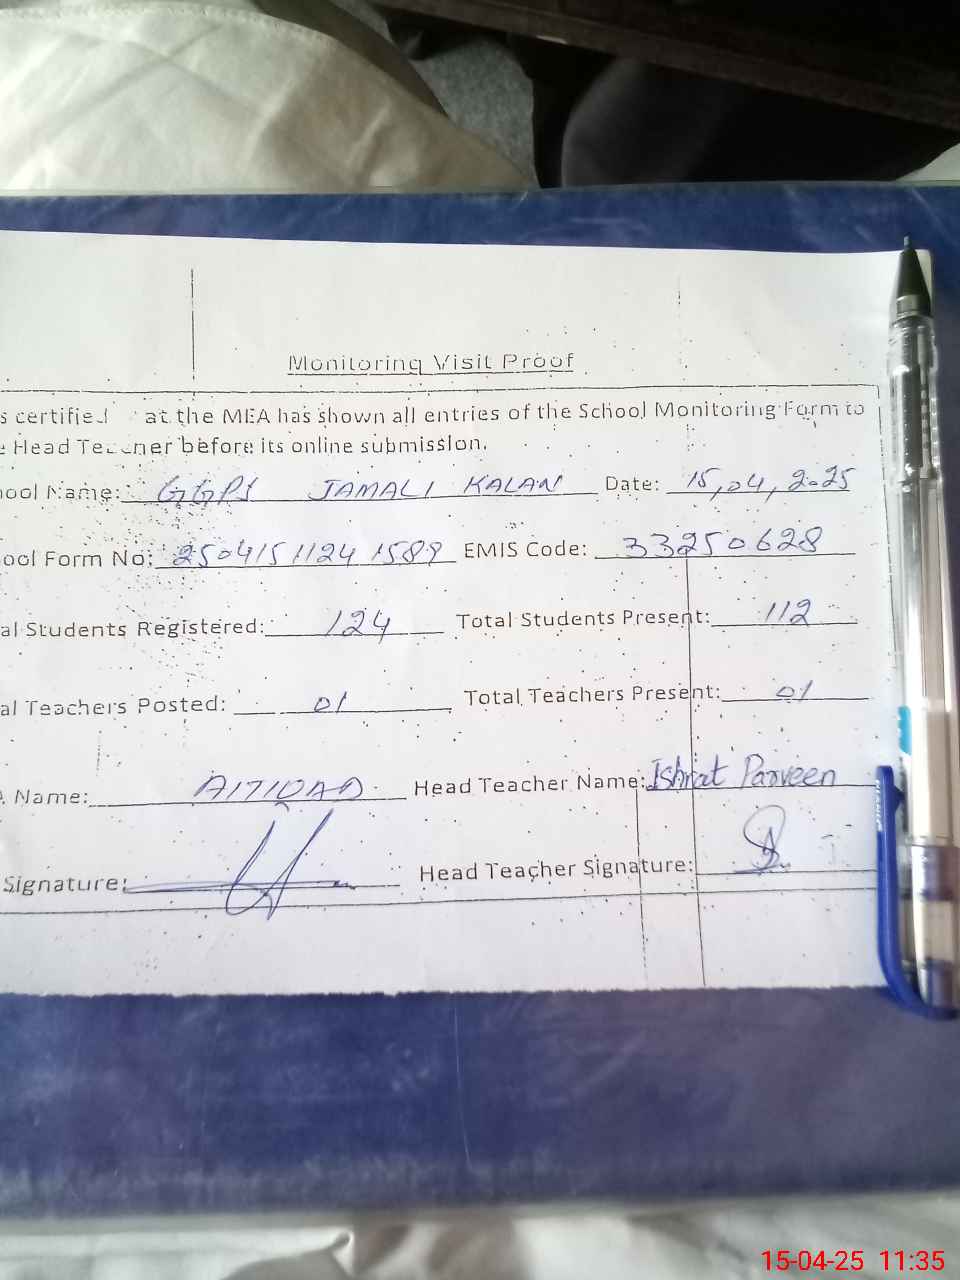 Monitoring Visit Proof
s certified at the MEA has shown all entries of the School Monitoring Form to
e Head Teacher before its online submission.
ool Name: GGPS JAMALI KALAN Date: 15,04,2025
ool Form No: 2504151124 1589 EMIS Code: 33250628
al Students Registered: 124 Total Students Present: 112
al Teachers Posted: 01 Total Teachers Present: 01
Name: Head Teacher Name: Ishrat Parveen
Signature: Head Teacher Signature:
PIANO
15-04-25 11:35